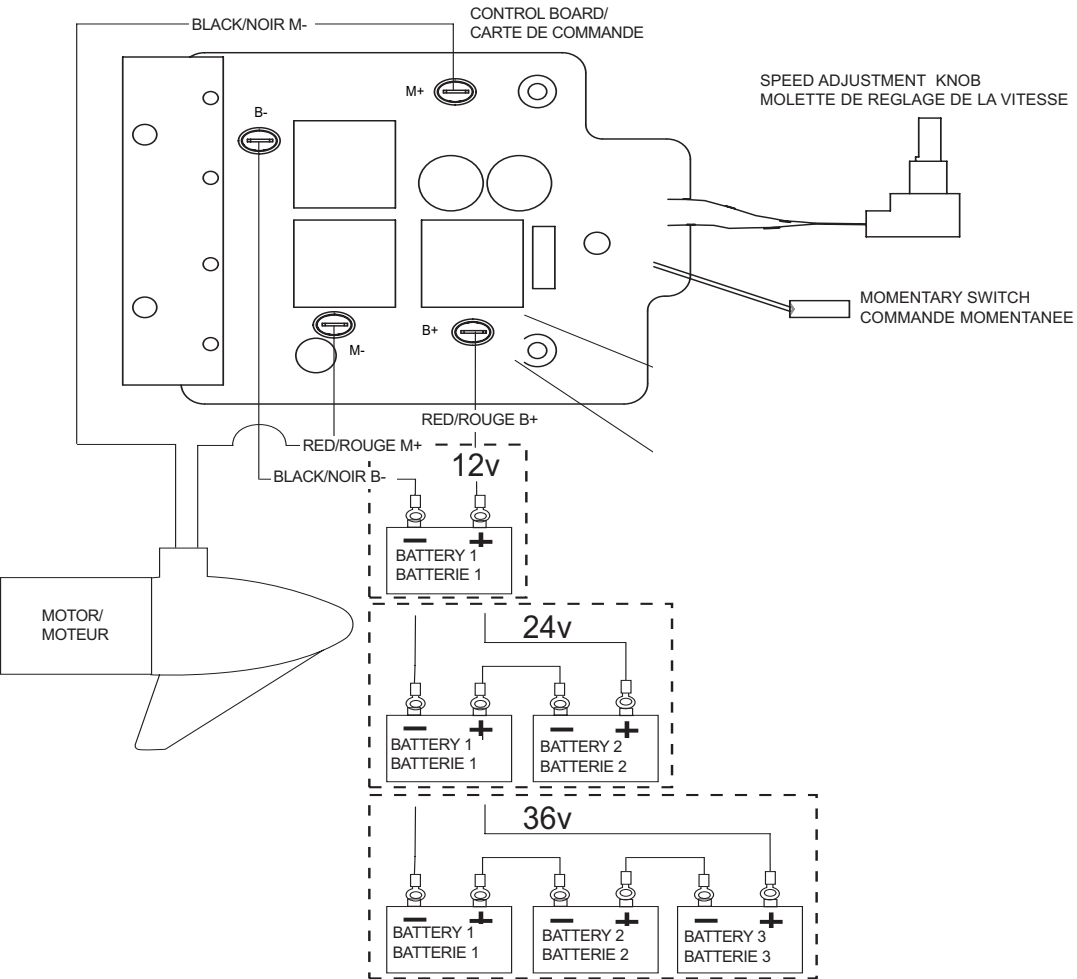 BLACK/NOIR M-
CONTROL BOARD/
CARTE DE COMMANDE
SPEED ADJUSTMENT KNOB
MOLETTE DE REGLAGE DE LA VITESSE
M+
B-
MOMENTARY SWITCH
COMMANDE MOMENTANEE
B+
M-
RED/ROUGE B+
RED/ROUGE M+
12v
BLACK/NOIR B-
BATTERY 1
BATTERIE 1
MOTOR/
MOTEUR
24v
BATTERY 1
BATTERIE 1
BATTERY 2
BATTERIE 2
36v
BATTERY 1
BATTERIE 1
BATTERY 2
BATTERIE 2
BATTERY 3
BATTERIE 3